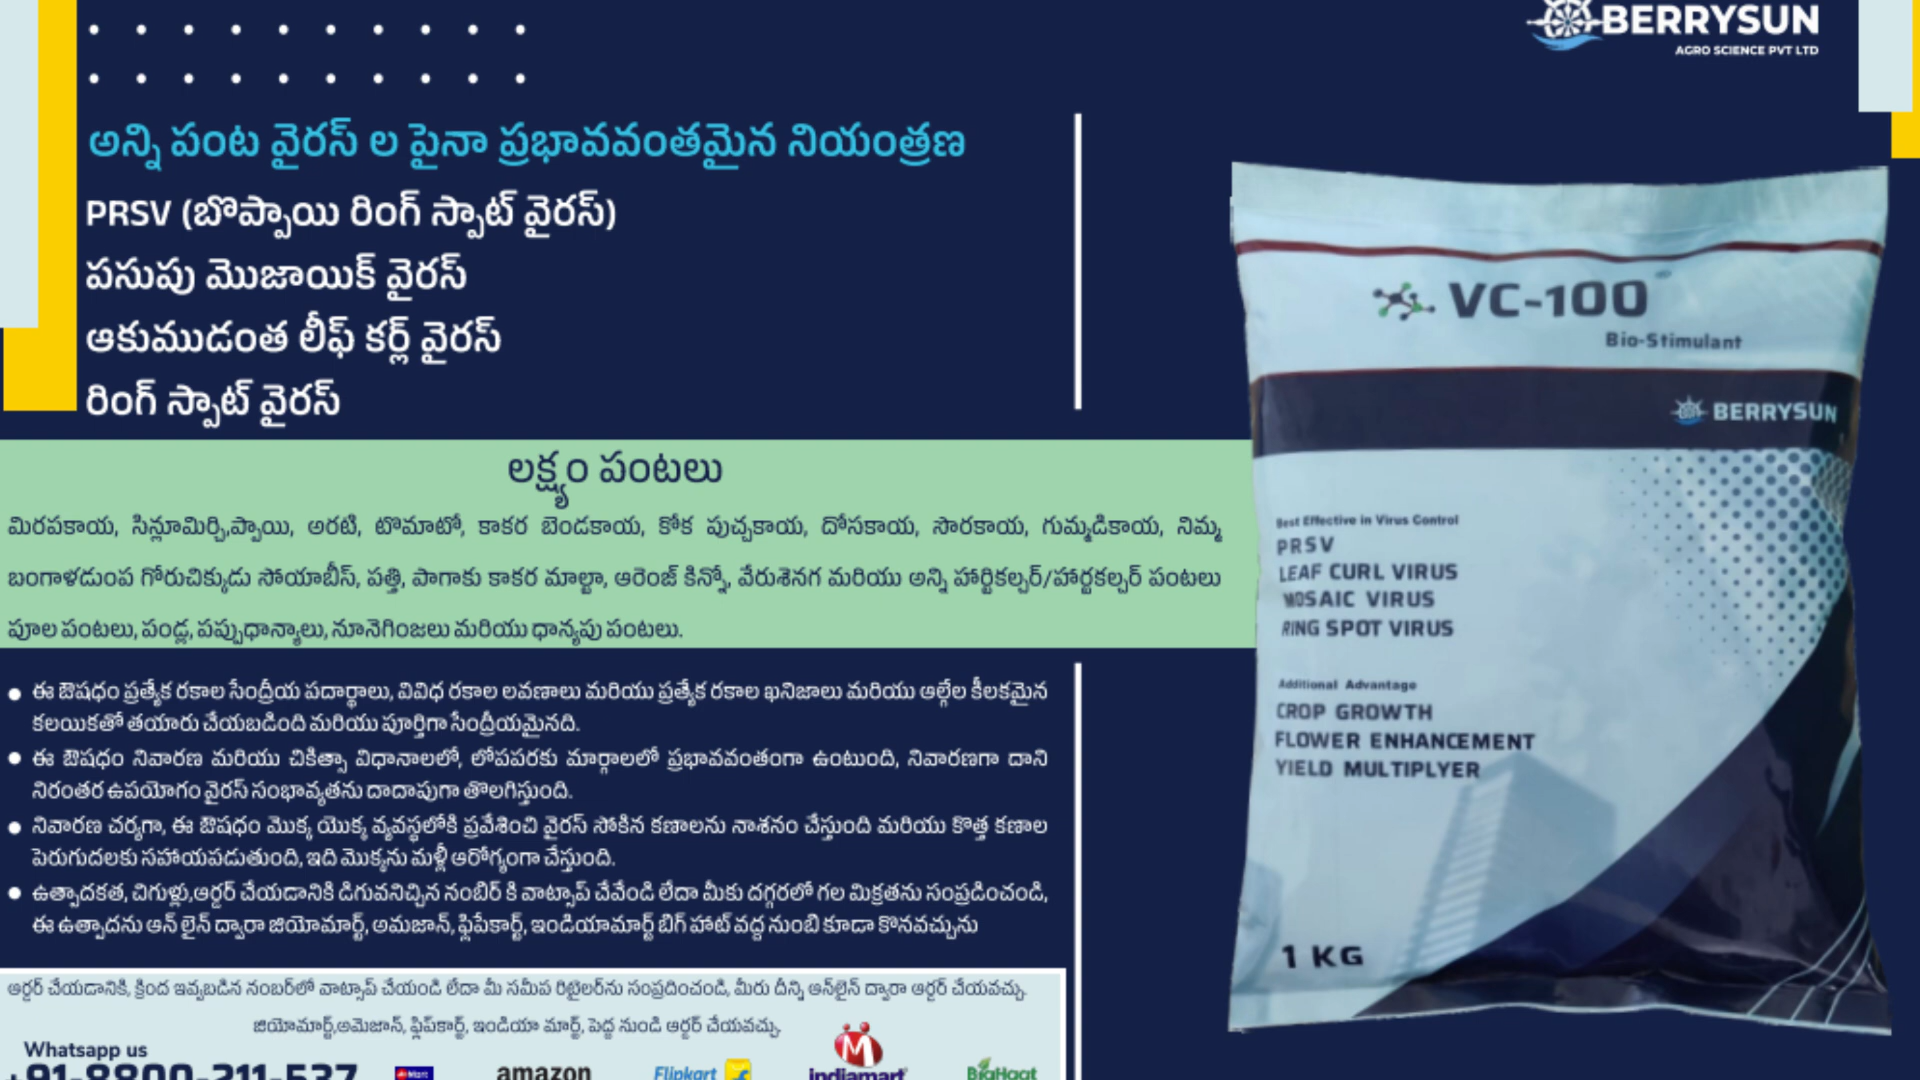 BERRYSUN
AGRO SCIENCE PVT LTD
అన్ని పంట వైరస్ ల పైనా ప్రభావవంతమైన నియంత్రణ
PRSV (బొప్పాయి రింగ్ స్పాట్ వైరస్)
పసుపు మొజాయిక్ వైరస్
ఆకుముడంత లీఫ్ కర్ల్ వైరస్
రింగ్ స్పాట్ వైరస్
లక్ష్యం పంటలు
మిరపకాయ, సిన్లూమిర్చి,ప్పాయి, అరటి, టొమాటో, కాకర బెండకాయ, కోక పుచ్చకాయ, దోసకాయ, సొరకాయ, గుమ్మడికాయ, నిమ్మ
బంగాళదుంప గోరుచిక్కుడు సోయాబీస్, పత్తి, పొగాకు కాకర మాల్టా, ఆరెంజ్ కిన్నో, వేరుశెనగ మరియు అన్ని హార్టికల్చర్/హార్టకల్చర్ పంటలు
పూల పంటలు, పండ్ల, పప్పుధాన్యాలు, నూనెగింజలు మరియు ధాన్యపు పంటలు.
● ఈ ఔషధం ప్రత్యేక రకాల సేంద్రీయ పదార్థాలు, వివిధ రకాల లవణాలు మరియు ప్రత్యేక రకాల ఖనిజాలు మరియు ఆల్గేల కీలకమైన
కలయికతో తయారు చేయబడింది మరియు పూర్తిగా సేంద్రీయమైనది.
● ఈ ఔషధం నివారణ మరియు చికిత్సా విధానాలలో, లోపపరకు మార్గాలలో ప్రభావవంతంగా ఉంటుంది, నివారణగా దాని
నిరంతర ఉపయోగం వైరస్ సంభావ్యతను దాదాపుగా తొలగిస్తుంది.
● నివారణ చర్యగా, ఈ ఔషధం మొక్క యొక్క వ్యవస్థలోకి ప్రవేశించి వైరస్ సోకిన కణాలను నాశనం చేస్తుంది మరియు కొత్త కణాల
పెరుగుదలకు సహాయపడుతుంది, ఇది మొక్కను మళ్లీ ఆరోగ్యంగా చేస్తుంది.
● ఉత్పాదకత, చిగుళ్లు,ఆర్డర్ చేయడానికి డిగువనిచ్చిన నంబర్ కి వాట్సాప్ చేవేండి లేదా మీకు దగ్గరలో గల మిక్రతను సంప్రదించండి,
ఈ ఉత్పాదను ఆన్ లైన్ ద్వారా జియోమార్ట్, అమజాన్, ఫ్లిపేకార్ట్, ఇండియామార్ట్ బిగ్ హాట్ వద్ద నుంబి కూడా కొనవచ్చును
ఆర్డర్ చేయడానికి, క్రింద ఇవ్వబడిన నంబర్‌లో వాట్సాప్ చేయండి లేదా మీ సమీప రిటైలర్‌ను సంప్రదించండి, మీరు దీన్ని ఆన్‌లైన్ ద్వారా ఆర్డర్ చేయవచ్చు.
జియోమార్ట్,అమెజాన్, ఫ్లిప్‌కార్ట్, ఇండియా మార్ట్, పెద్ద నుండి ఆర్డర్ చేయవచ్చు.
Whatsapp us
+91-8800-211-537
Mart amazon Flipkart indiamart BigHaat
VC-100
Bio-Stimulant
BERRYSUN
Best Effective in Virus Control
PRSV
LEAF CURL VIRUS
MOSAIC VIRUS
RING SPOT VIRUS
Additional Advantage
CROP GROWTH
FLOWER ENHANCEMENT
YIELD MULTIPLYER
1 KG